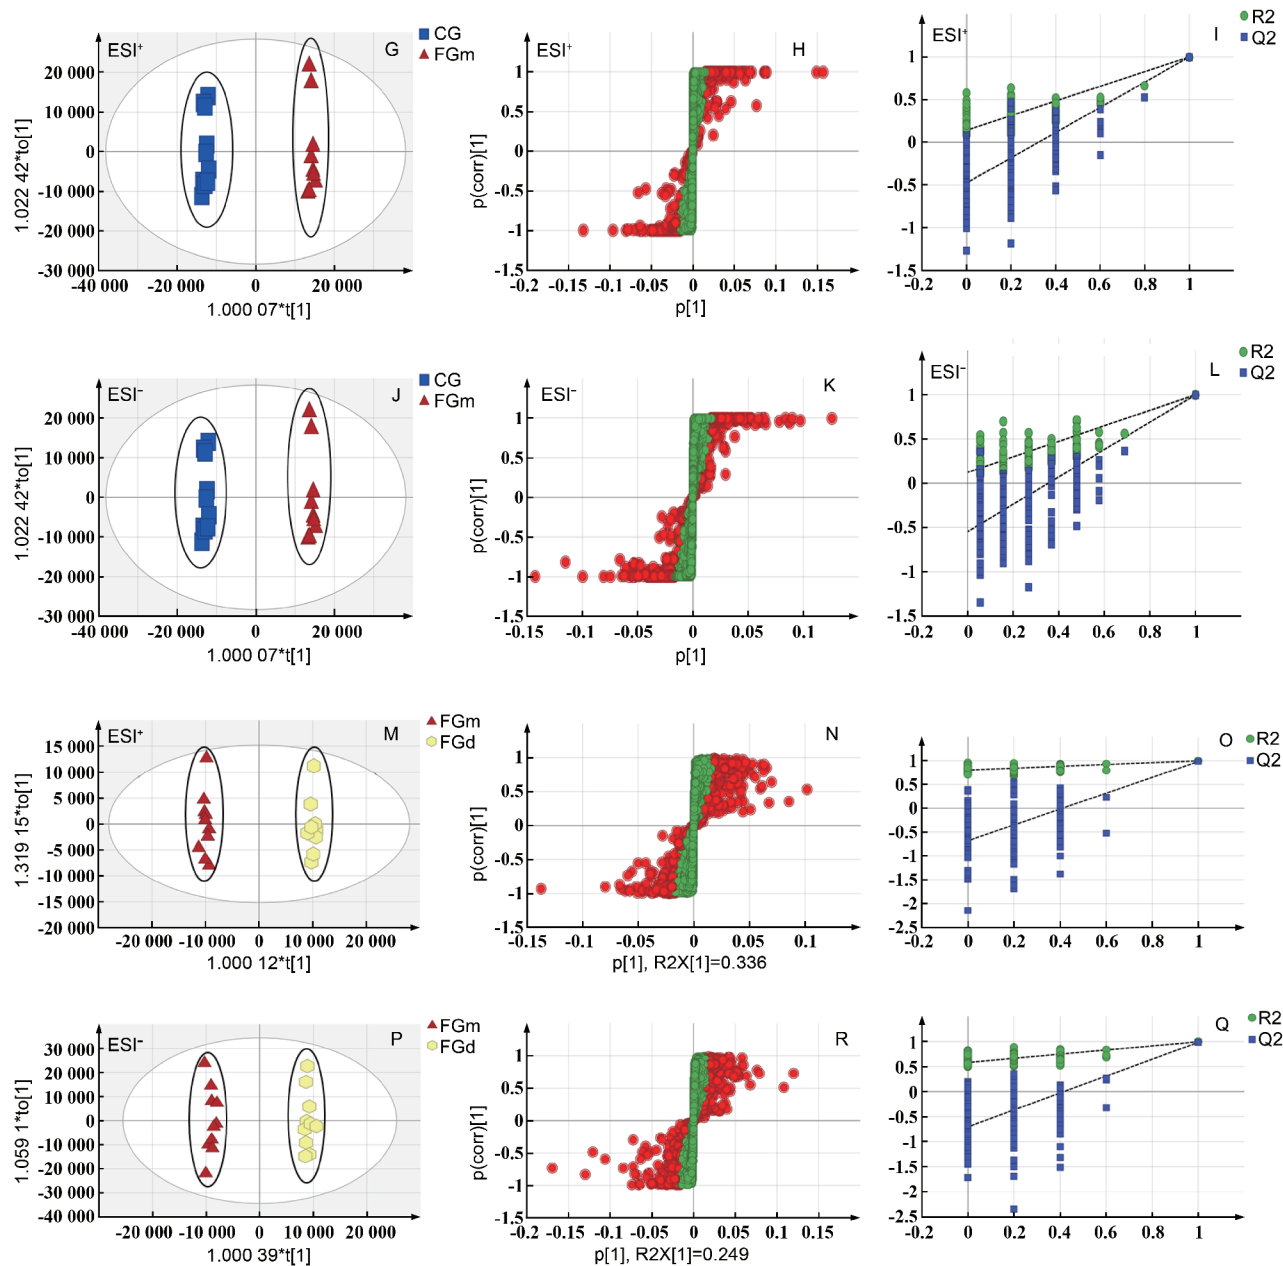 ESI⁺
G
CG
FGm
20 000
10 000
0
-10 000
-20 000
-30 000
-40 000 -20 000 0 20 000
1.022 42*to[1]
1.000 07*t[1]
ESI⁺
H
1.5
1
0.5
0
-0.5
-1
-1.5
-0.2 -0.15 -0.1 -0.05 0 0.05 0.1 0.15
p(corr)[1]
p[1]
ESI⁺
I
R2
Q2
1
0.5
0
-0.5
-1
-1.5
-0.2 0 0.2 0.4 0.6 0.8 1
ESI⁻
J
CG
FGm
20 000
10 000
0
-10 000
-20 000
-30 000
-40 000 -20 000 0 20 000
1.022 42*to[1]
1.000 07*t[1]
ESI⁻
K
1.5
1
0.5
0
-0.5
-1
-1.5
-0.15 -0.1 -0.05 0 0.05 0.1
p(corr)[1]
p[1]
ESI⁻
L
R2
Q2
1
0.5
0
-0.5
-1
-1.5
-0.2 0 0.2 0.4 0.6 0.8 1
ESI⁺
M
FGm
FGd
15 000
10 000
5 000
0
-5 000
-10 000
-15 000
-20 000
-20 000 -10 000 0 10 000 20 000
1.319 15*to[1]
1.000 12*t[1]
N
1.5
1
0.5
0
-0.5
-1
-1.5
-0.15 -0.1 -0.05 0 0.05 0.1
p(corr)[1]
p[1], R2X[1]=0.336
O
R2
Q2
1
0.5
0
-0.5
-1
-1.5
-2
-2.5
-0.2 0 0.2 0.4 0.6 0.8 1
ESI⁻
P
FGm
FGd
30 000
20 000
10 000
0
-10 000
-20 000
-30 000
-40 000
-20 000 -10 000 0 10 000 20 000
1.059 1*to[1]
1.000 39*t[1]
R
1.5
1
0.5
0
-0.5
-1
-1.5
-0.2 -0.15 -0.1 -0.05 0 0.05 0.1 0.15
p(corr)[1]
p[1], R2X[1]=0.249
Q
R2
Q2
1
0.5
0
-0.5
-1
-1.5
-2
-2.5
-0.2 0 0.2 0.4 0.6 0.8 1